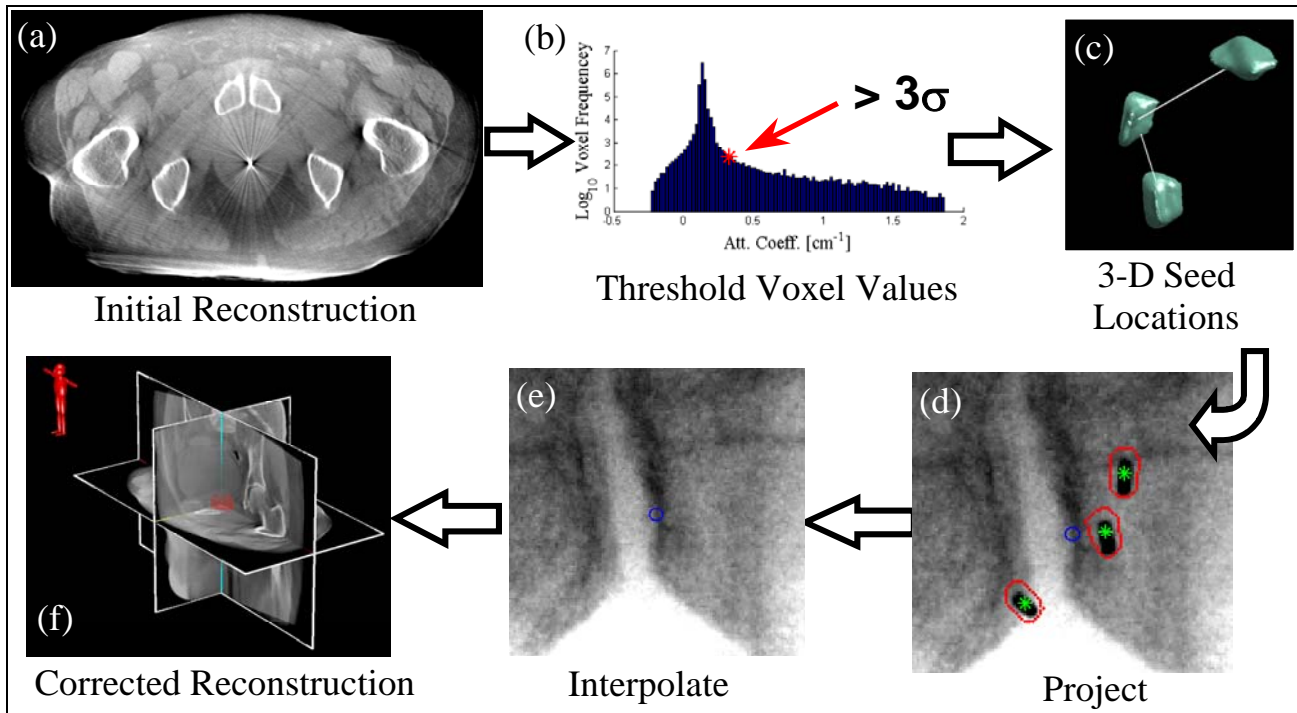 (a)
Initial Reconstruction
(b)
> 3σ
Log10 Voxel Frequencey
7
6
5
4
3
2
1
0
-0.5
0
0.5
1
1.5
2
Att. Coeff. [cm-1]
Threshold Voxel Values
(c)
3-D Seed
Locations
(d)
Project
(e)
Interpolate
(f)
Corrected Reconstruction